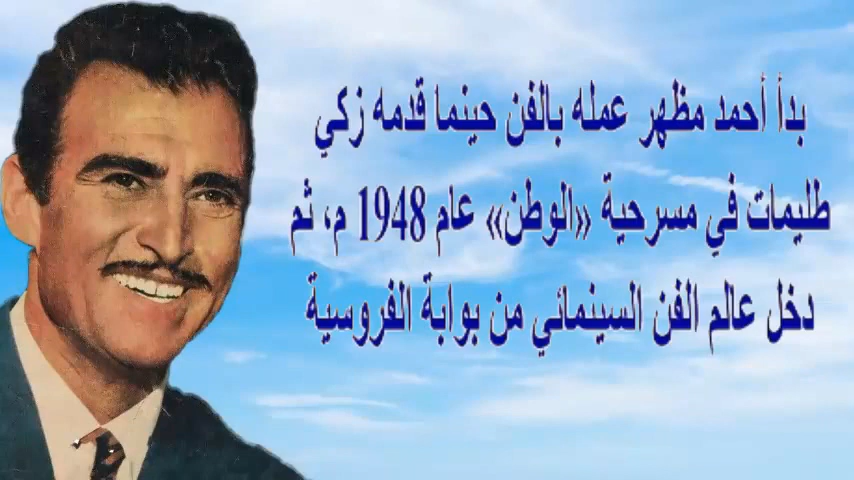 بدأ أحمد مظهر عمله بالفن حينما قدمه زكي
طليمات في مسرحية «الوطن» عام 1948 م، ثم
دخل عالم الفن السينمائي من بوابة الفروسية